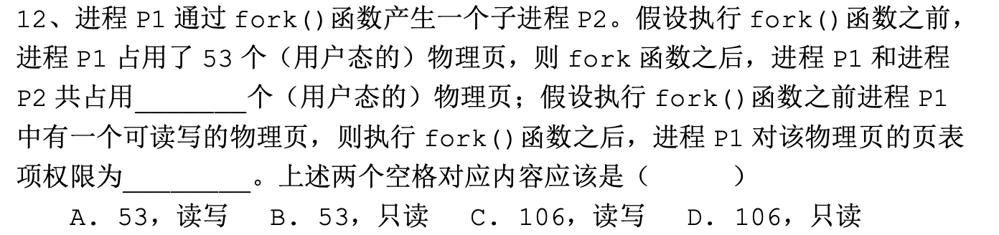 12、进程 P1 通过 fork()函数产生一个子进程 P2。假设执行 fork()函数之前,
进程 P1 占用了 53 个（用户态的）物理页，则 fork 函数之后，进程 P1 和进程
P2 共占用_______个（用户态的）物理页；假设执行 fork()函数之前进程 P1
中有一个可读写的物理页，则执行 fork()函数之后，进程 P1 对该物理页的页表
项权限为________。上述两个空格对应内容应该是（　　　）
A. 53，读写　B. 53，只读　C. 106，读写　D. 106，只读